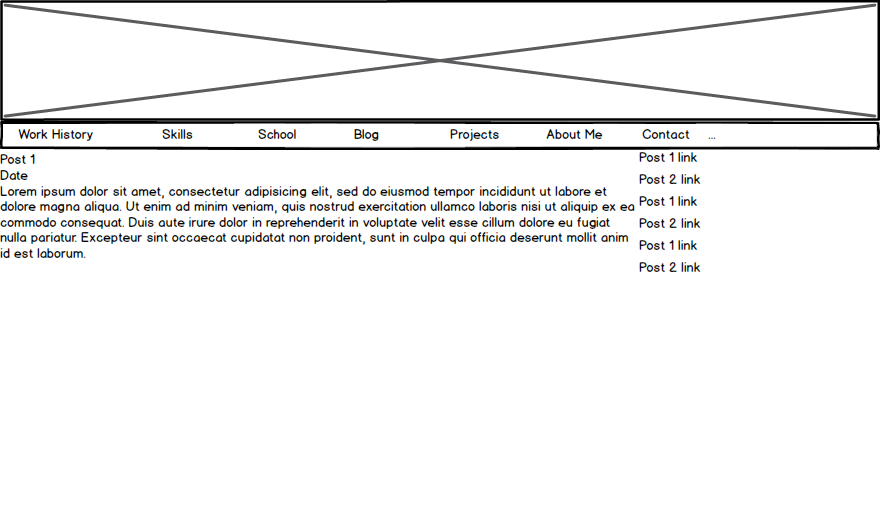 Work History Skills School Blog Projects About Me Contact ...
Post 1
Date
Lorem ipsum dolor sit amet, consectetur adipisicing elit, sed do eiusmod tempor incididunt ut labore et
dolore magna aliqua. Ut enim ad minim veniam, quis nostrud exercitation ullamco laboris nisi ut aliquip ex ea
commodo consequat. Duis aute irure dolor in reprehenderit in voluptate velit esse cillum dolore eu fugiat
nulla pariatur. Excepteur sint occaecat cupidatat non proident, sunt in culpa qui officia deserunt mollit anim
id est laborum.
Post 1 link
Post 2 link
Post 1 link
Post 2 link
Post 1 link
Post 2 link